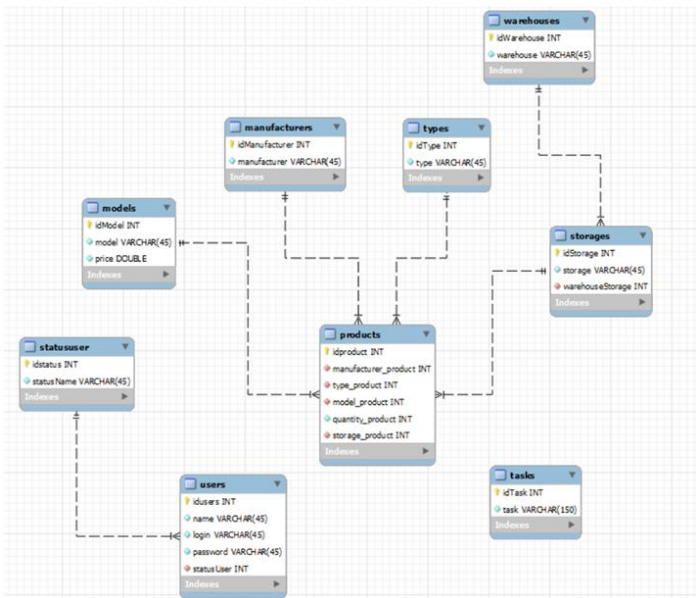 warehouses
idWarehouse INT
warehouse VARCHAR(45)
Indexes
manufacturers
idManufacturer INT
manufacturer VARCHAR(45)
Indexes
types
idType INT
type VARCHAR(45)
Indexes
models
idModel INT
model VARCHAR(45)
price DOUBLE
Indexes
storages
idStorage INT
storage VARCHAR(45)
warehouseStorage INT
Indexes
products
idproduct INT
manufacturer_product INT
type_product INT
model_product INT
quantity_product INT
storage_product INT
Indexes
statususer
idstatus INT
statusName VARCHAR(45)
Indexes
users
idusers INT
name VARCHAR(45)
login VARCHAR(45)
password VARCHAR(45)
statusUser INT
Indexes
tasks
idTask INT
task VARCHAR(150)
Indexes